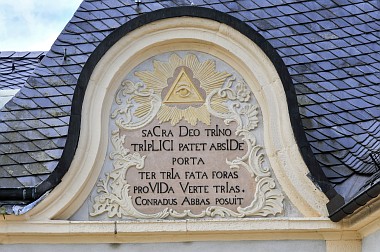 saCra Deo trIno
trIpLICI patet absIDe
porta
ter trIa fata foras
proVIDa Verte trIas.
Conradus Abbas posuit